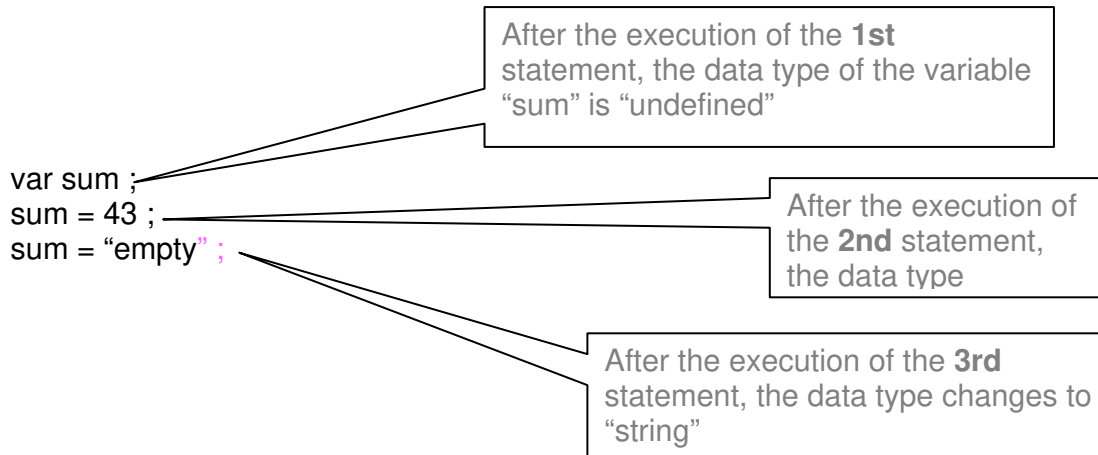 After the execution of the 1st
statement, the data type of the variable
“sum” is “undefined”
var sum ;
sum = 43 ;
sum = “empty” ;
After the execution of
the 2nd statement,
the data type
After the execution of the 3rd
statement, the data type changes to
“string”